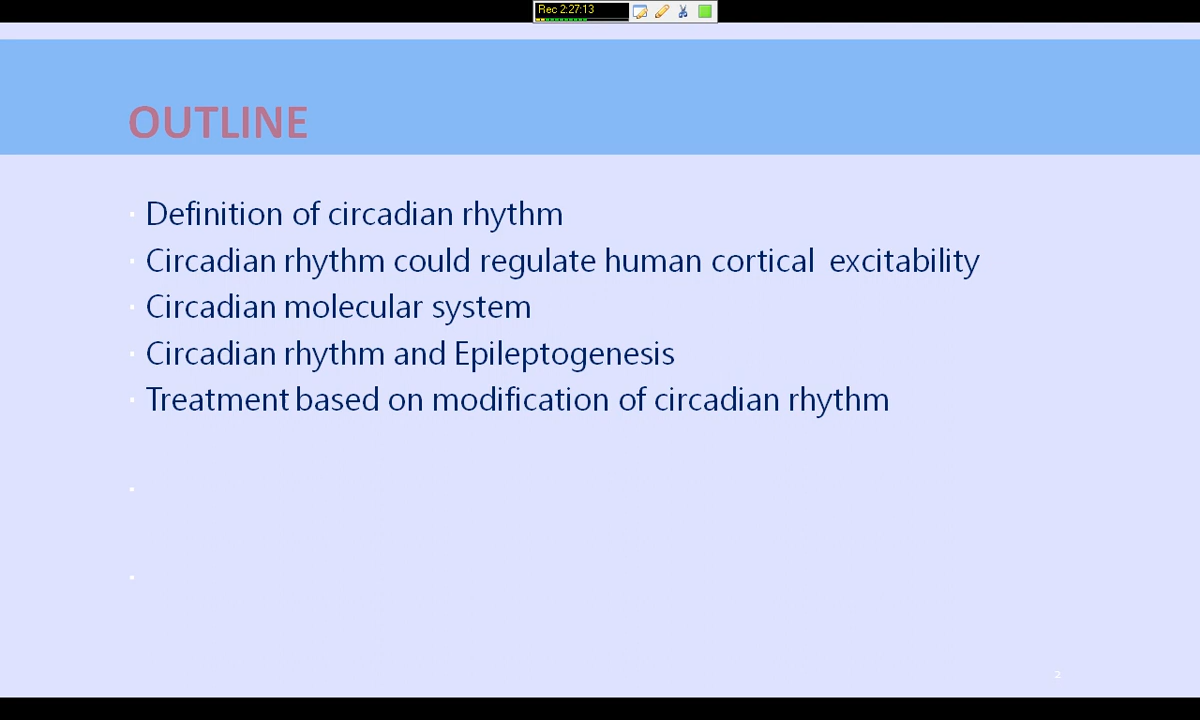 Rec 2:27:13
OUTLINE
Definition of circadian rhythm
Circadian rhythm could regulate human cortical excitability
Circadian molecular system
Circadian rhythm and Epileptogenesis
Treatment based on modification of circadian rhythm
2